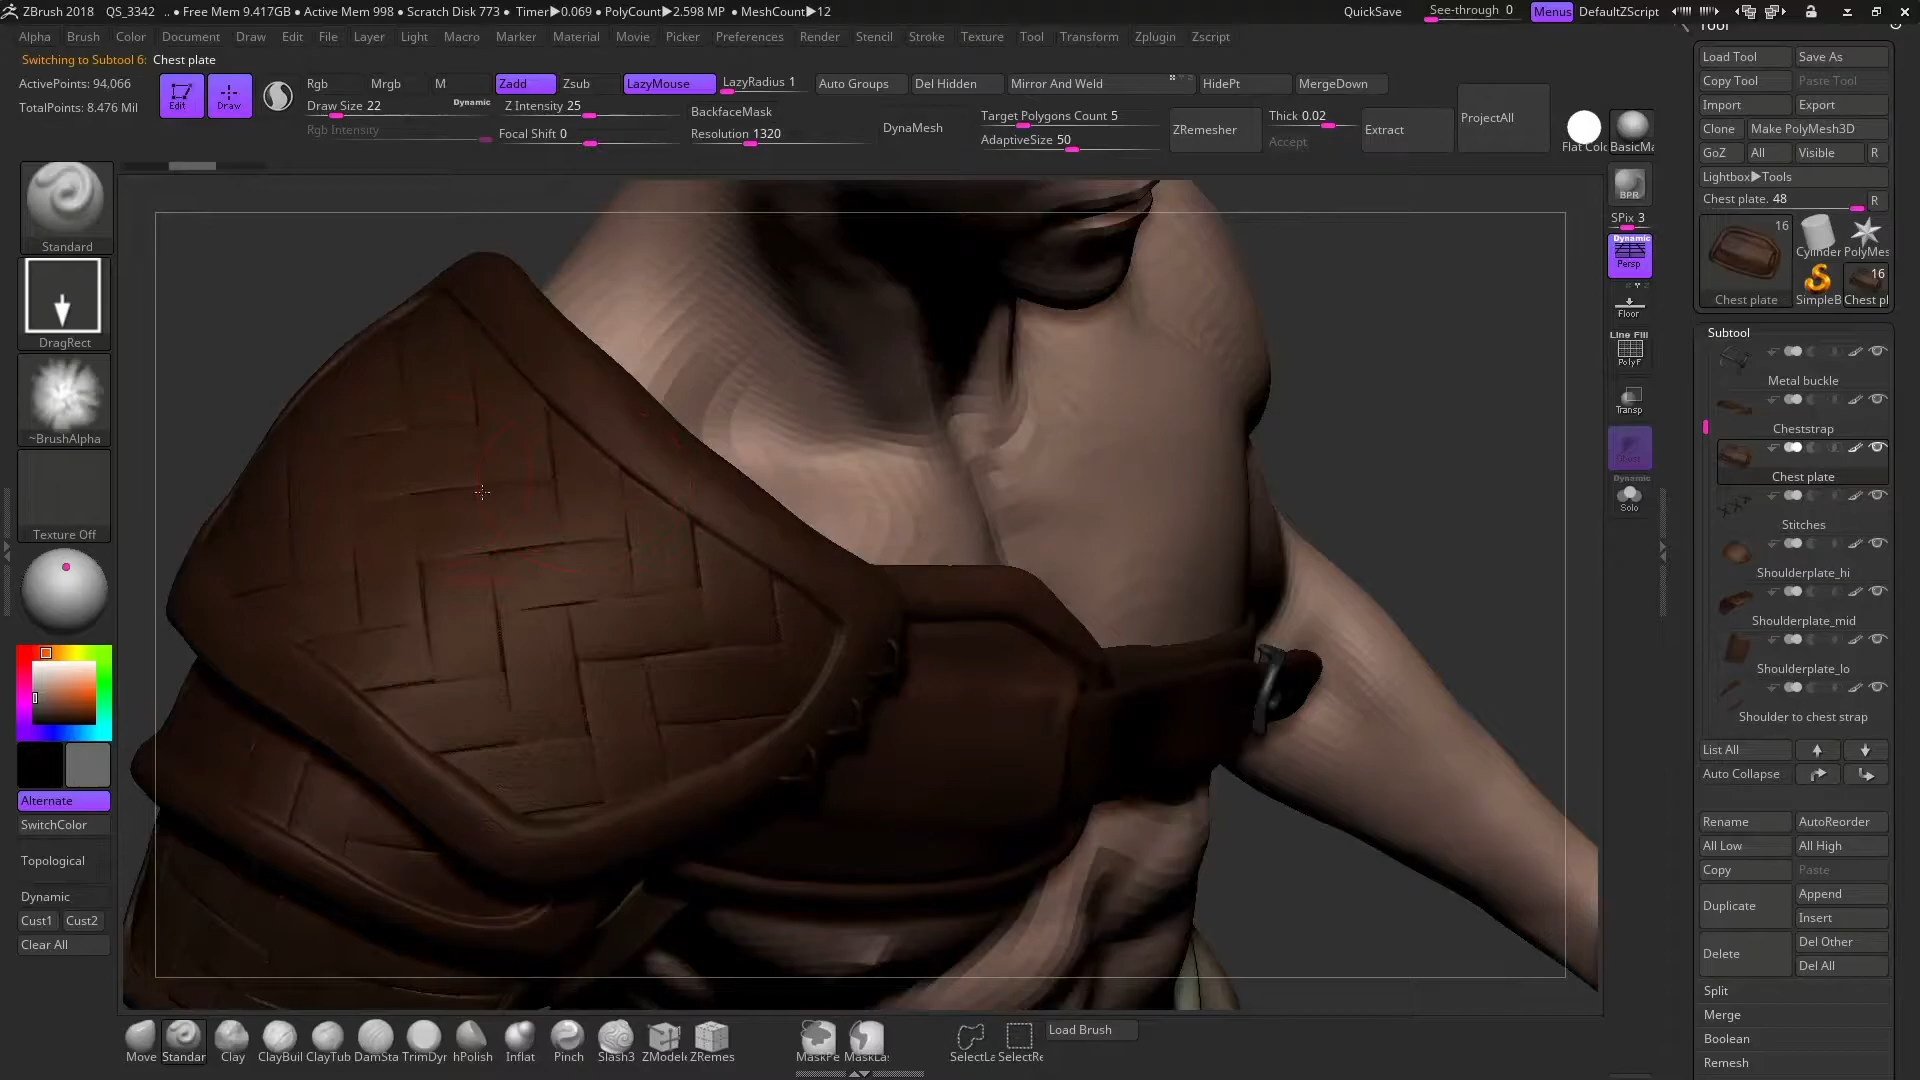 ZBrush 2018 QS_3342 .. • Free Mem 9.417GB • Active Mem 998 • Scratch Disk 773 • Timer▶0.069 • PolyCount▶2.598 MP • MeshCount▶12 QuickSave See-through 0 Menus DefaultZScript
Alpha Brush Color Document Draw Edit File Layer Light Macro Marker Material Movie Picker Preferences Render Stencil Stroke Texture Tool Transform Zplugin Zscript
Switching to Subtool 6: Chest plate
ActivePoints: 94,066
TotalPoints: 8.476 Mil
Edit
Draw
Rgb Mrgb M Zadd Zsub LazyMouse LazyRadius 1 Auto Groups Del Hidden Mirror And Weld HidePt MergeDown
Draw Size 22 Dynamic Z Intensity 25 BackfaceMask
Rgb Intensity Focal Shift 0 Resolution 1320
DynaMesh
Target Polygons Count 5
AdaptiveSize 50
ZRemesher
Thick 0.02
Accept
Extract
ProjectAll
Flat Colo BasicMa
Standard
DragRect
~BrushAlpha
Texture Off
Alternate
SwitchColor
Topological
Dynamic
Cust1 Cust2
Clear All
BPR
SPix 3
Dynamic
Persp
Floor
Line Fill
PolyF
Transp
Ghost
Dynamic
Solo
Tool
Load Tool Save As
Copy Tool Paste Tool
Import Export
Clone Make PolyMesh3D
GoZ All Visible R
Lightbox▶Tools
Chest plate. 48 R
16
Chest plate
Cylinder PolyMes
SimpleB
16
Chest pl
Subtool
Metal buckle
Cheststrap
Chest plate
Stitches
Shoulderplate_hi
Shoulderplate_mid
Shoulderplate_lo
Shoulder to chest strap
List All
Auto Collapse
Rename AutoReorder
All Low All High
Copy Paste
Duplicate
Append
Insert
Delete
Del Other
Del All
Split
Merge
Boolean
Remesh
Move Standar Clay ClayBuil ClayTub DamSta TrimDyr hPolish Inflat Pinch Slash3 ZModele ZRemes MaskPe MaskLas SelectLa SelectRe Load Brush